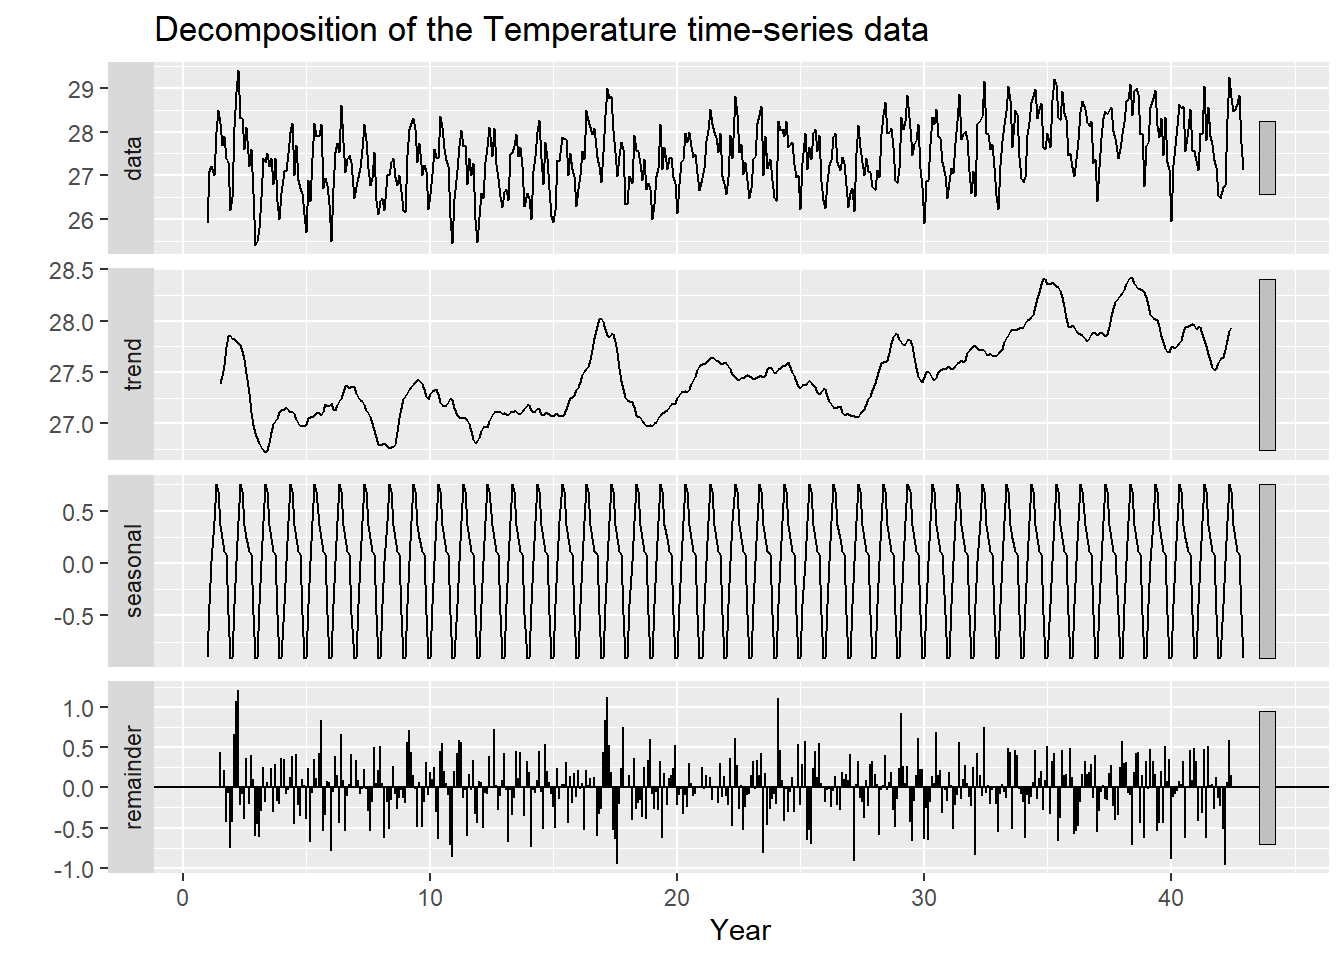 Decomposition of the Temperature time-series data
29
28
27
26
data
28.5
28.0
27.5
27.0
trend
0.5
0.0
-0.5
seasonal
1.0
0.5
0.0
-0.5
-1.0
remainder
0 10 20 30 40
Year